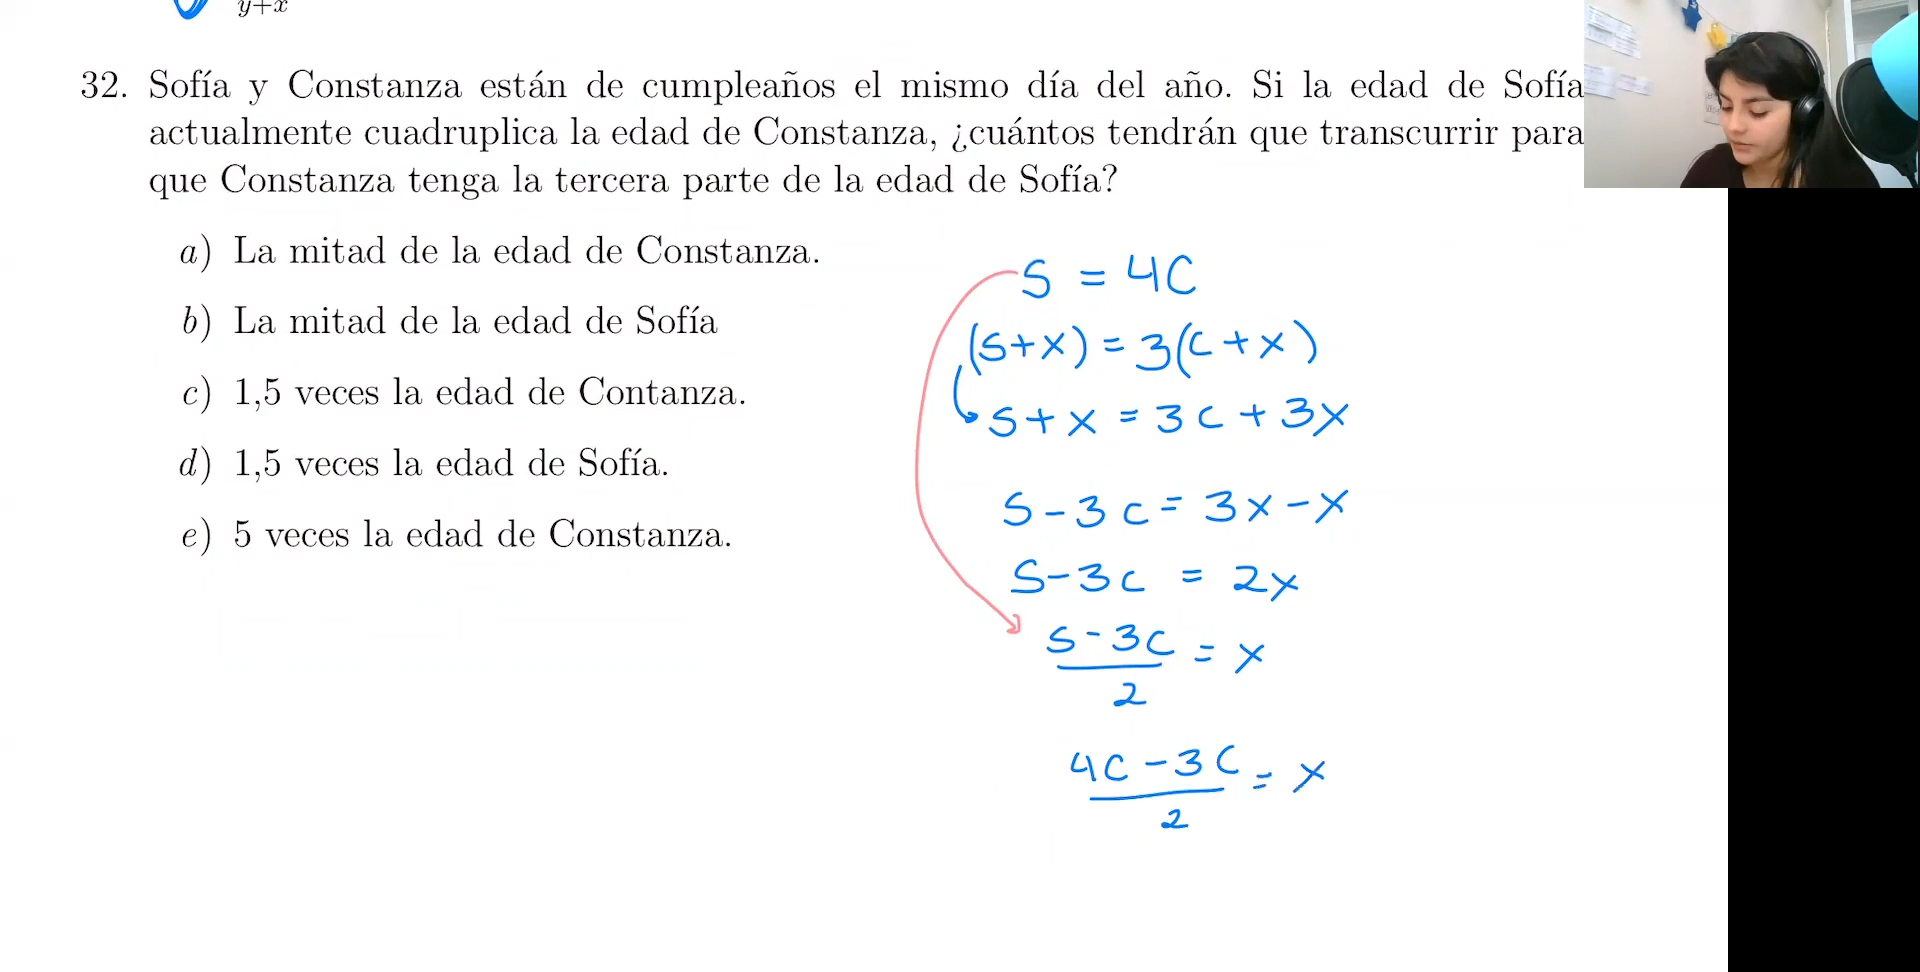 y+x
32. Sofía y Constanza están de cumpleaños el mismo día del año. Si la edad de Sofía
actualmente cuadruplica la edad de Constanza, ¿cuántos tendrán que transcurrir para
que Constanza tenga la tercera parte de la edad de Sofía?
a) La mitad de la edad de Constanza.
b) La mitad de la edad de Sofía
c) 1,5 veces la edad de Contanza.
d) 1,5 veces la edad de Sofía.
e) 5 veces la edad de Constanza.
S = 4C
(S+x) = 3(C+x)
S+x = 3C+3x
S-3C = 3x-x
S-3C = 2x
S-3C
= x
2
4C-3C
= x
2